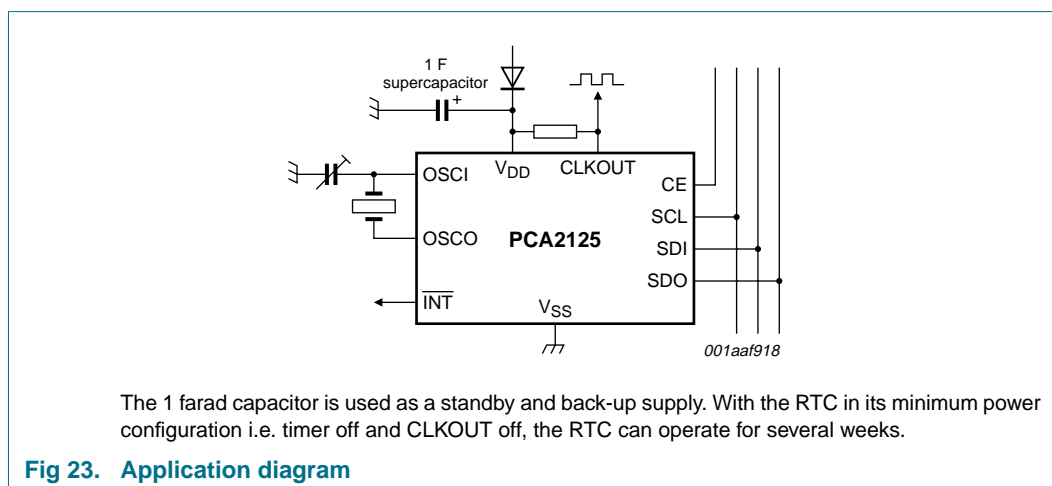 1 F
supercapacitor
+
OSCI
VDD
CLKOUT
CE
SCL
OSCO
PCA2125
SDI
SDO
INT
VSS
001aaf918
The 1 farad capacitor is used as a standby and back-up supply. With the RTC in its minimum power
configuration i.e. timer off and CLKOUT off, the RTC can operate for several weeks.
Fig 23. Application diagram